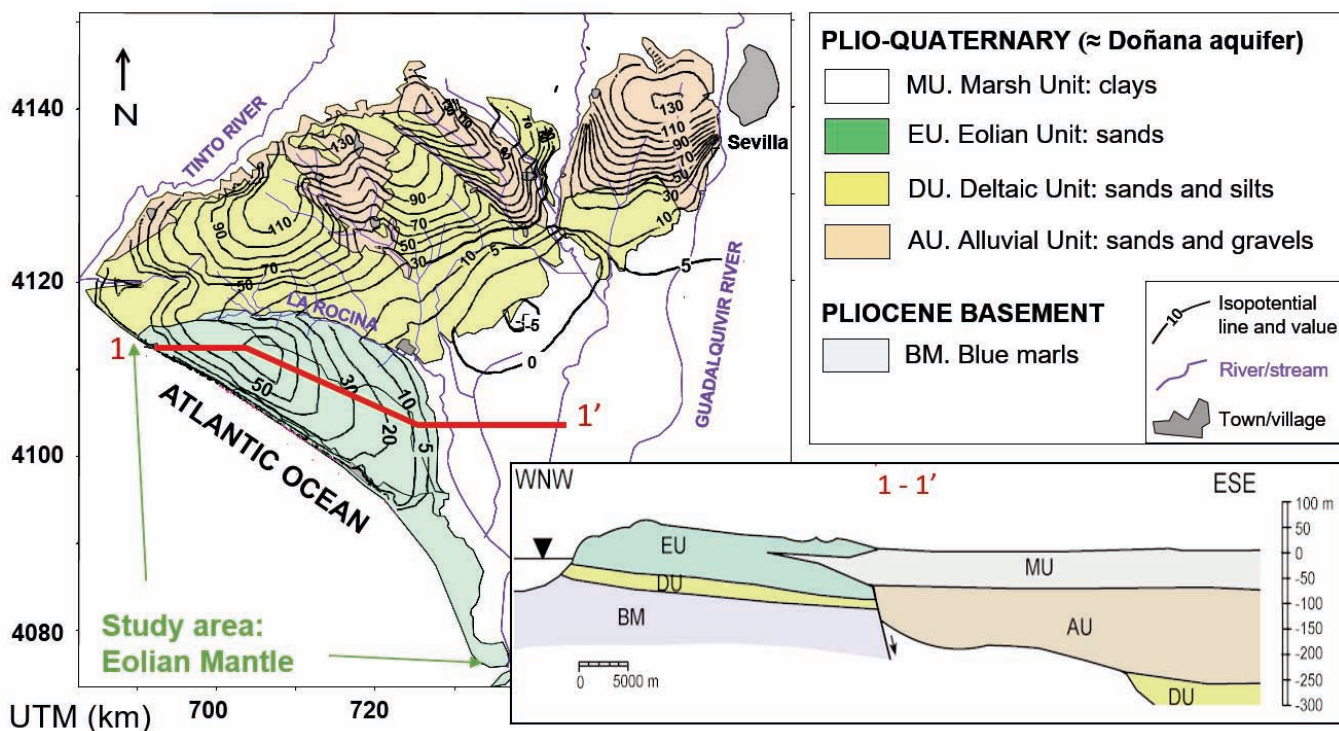 4140
4120
4100
4080
N
TINTO RIVER
130
30
10
70
30
90
110
70
50
130
90
70
50
30
10
5
130
110
90
70
50
30
10
Sevilla
5
-5
0
GUADALQUIVIR RIVER
LA ROCINA
50
30
10
20
5
1
1'
ATLANTIC OCEAN
Study area:
Eolian Mantle
UTM (km)
700
720
PLIO-QUATERNARY (≈ Doñana aquifer)
MU. Marsh Unit: clays
EU. Eolian Unit: sands
DU. Deltaic Unit: sands and silts
AU. Alluvial Unit: sands and gravels
PLIOCENE BASEMENT
BM. Blue marls
10
Isopotential
line and value
River/stream
Town/village
WNW
1 - 1'
ESE
EU
DU
BM
MU
AU
DU
0 5000 m
100 m
50
0
-50
-100
-150
-200
-250
-300